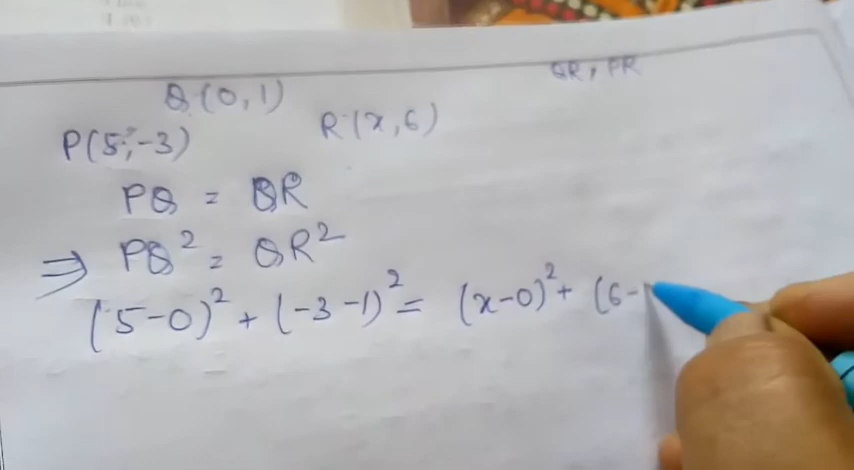 QR, PR
Q(0,1)
P(5,-3) R(x,6)
PQ = QR
⇒ PQ² = QR²
(5-0)² + (-3-1)² = (x-0)² + (6-